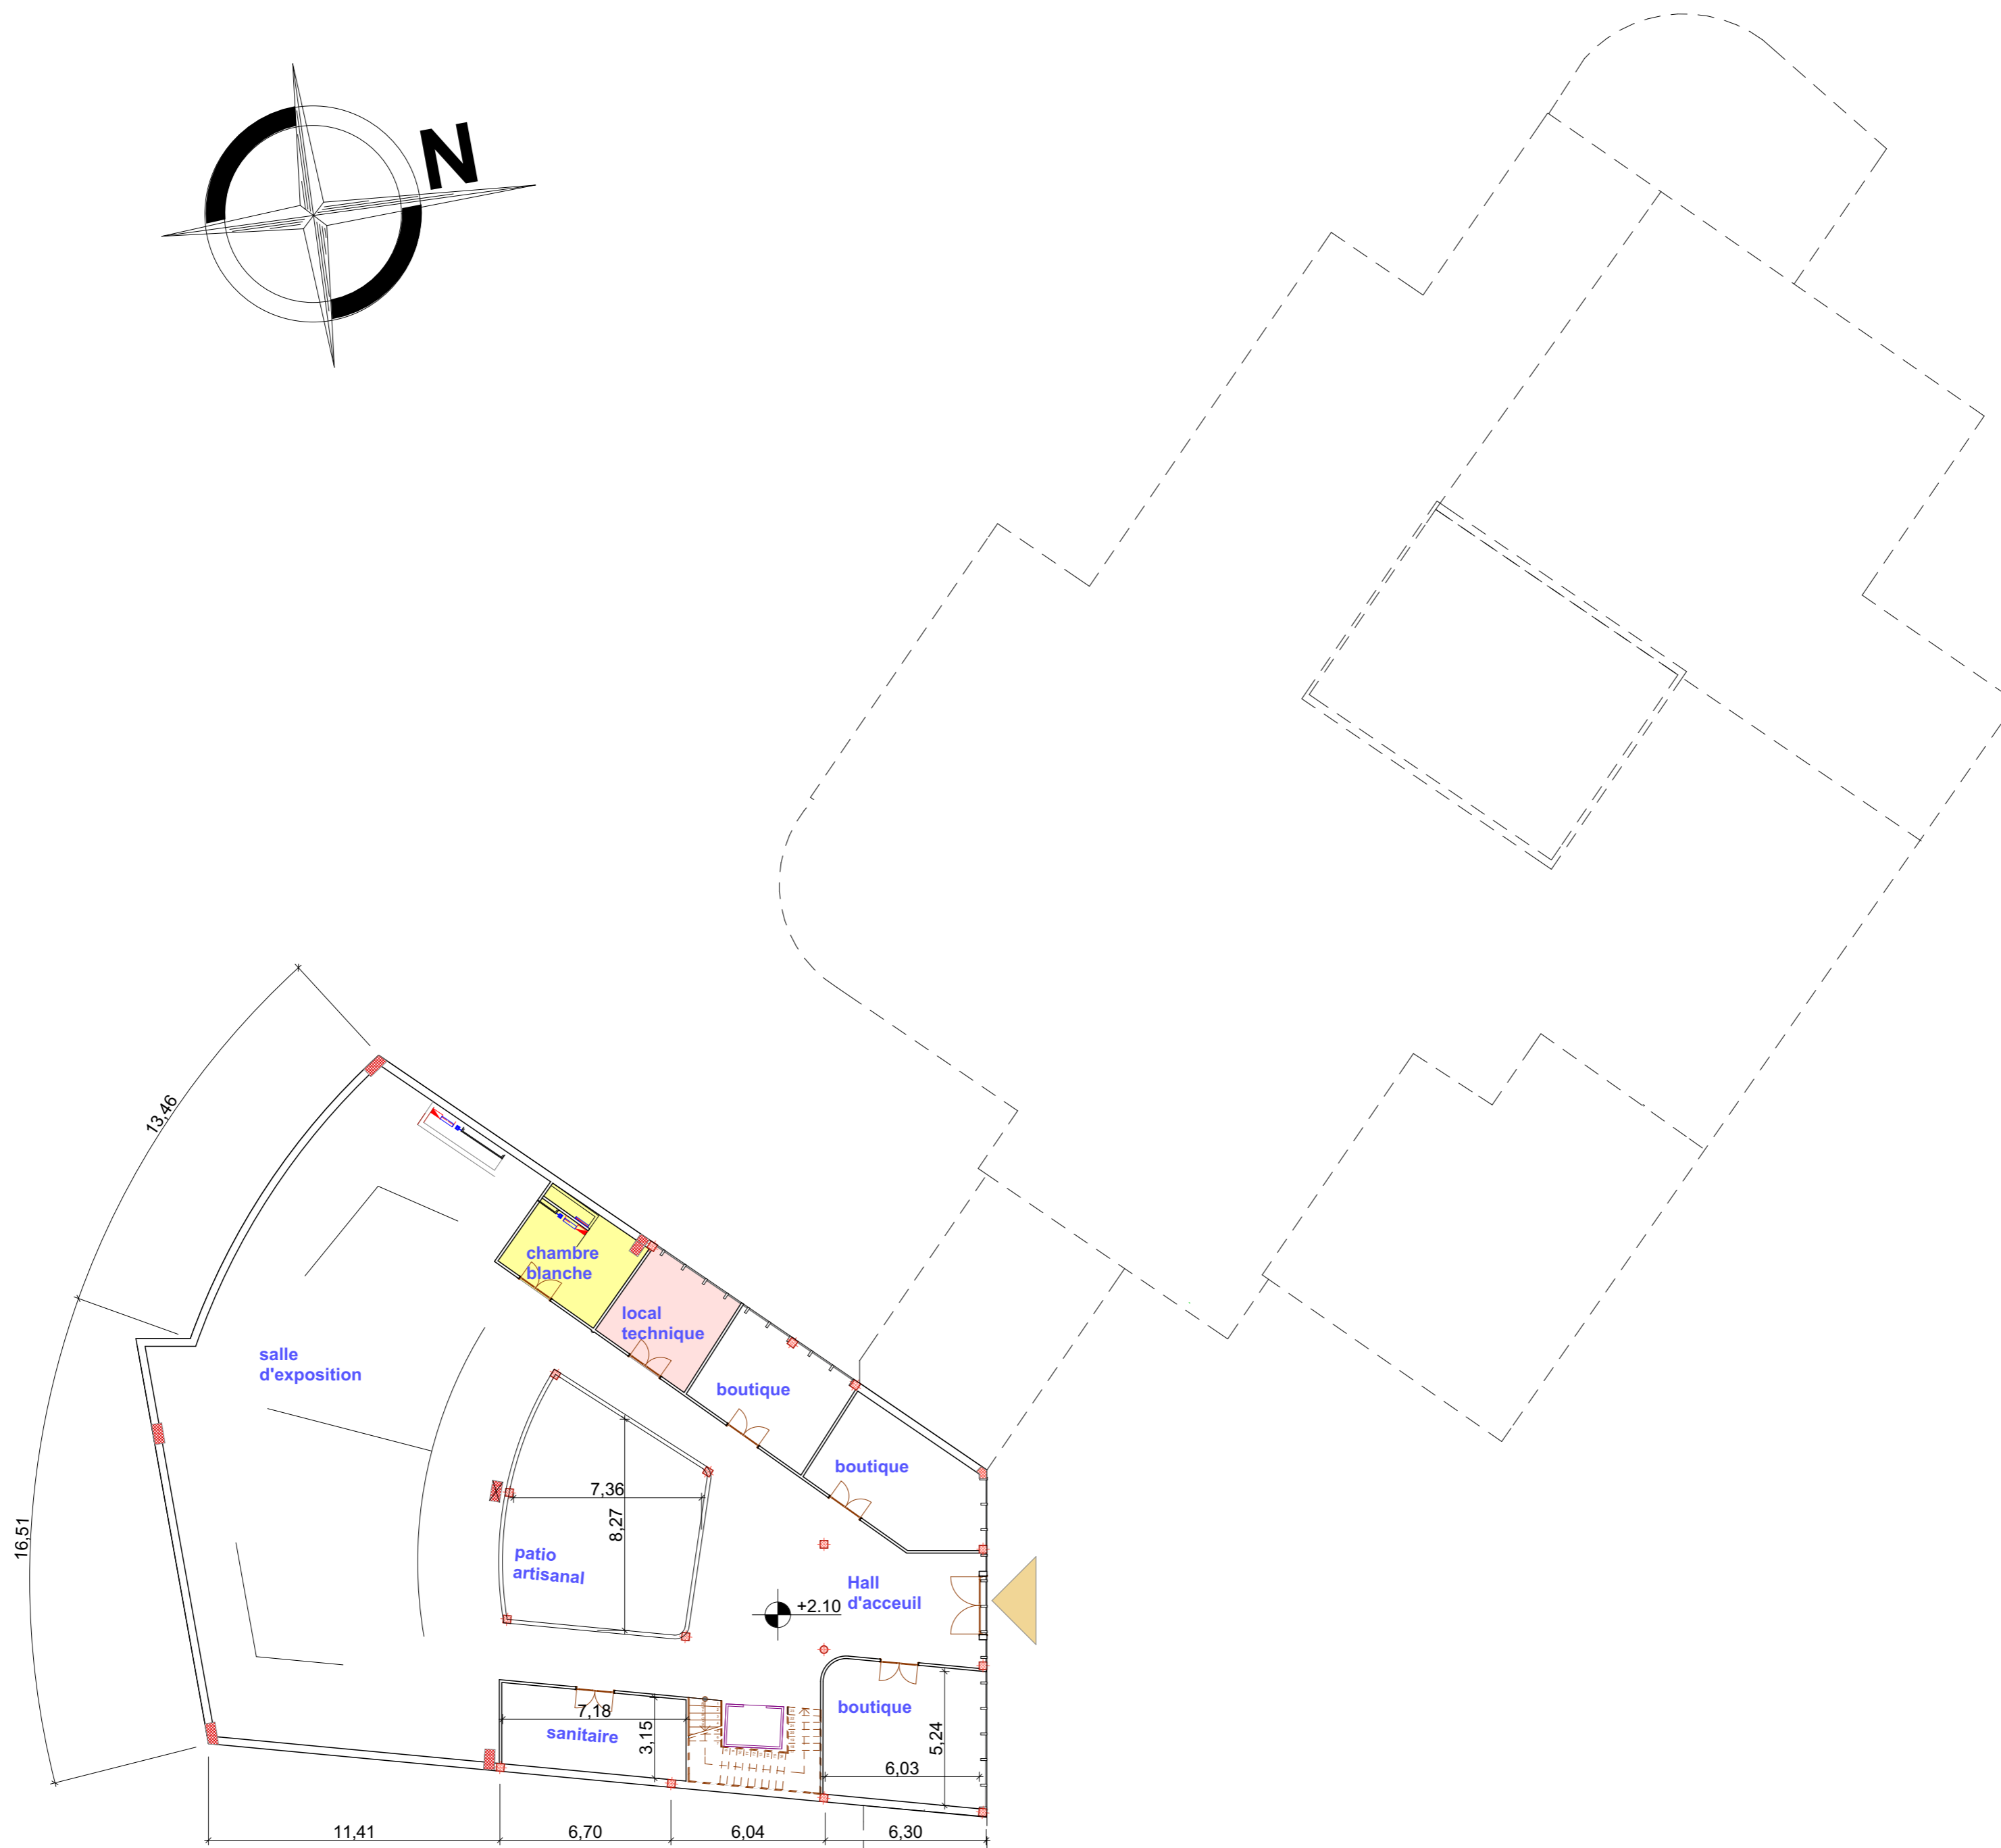 N
13,46
chambre
blanche
local
technique
salle
d'exposition
boutique
boutique
7,36
8,27
16,51
patio
artisanal
Hall
d'acceuil
+2.10
boutique
7,18
sanitaire
3,15
5,24
6,03
11,41
6,70
6,04
6,30